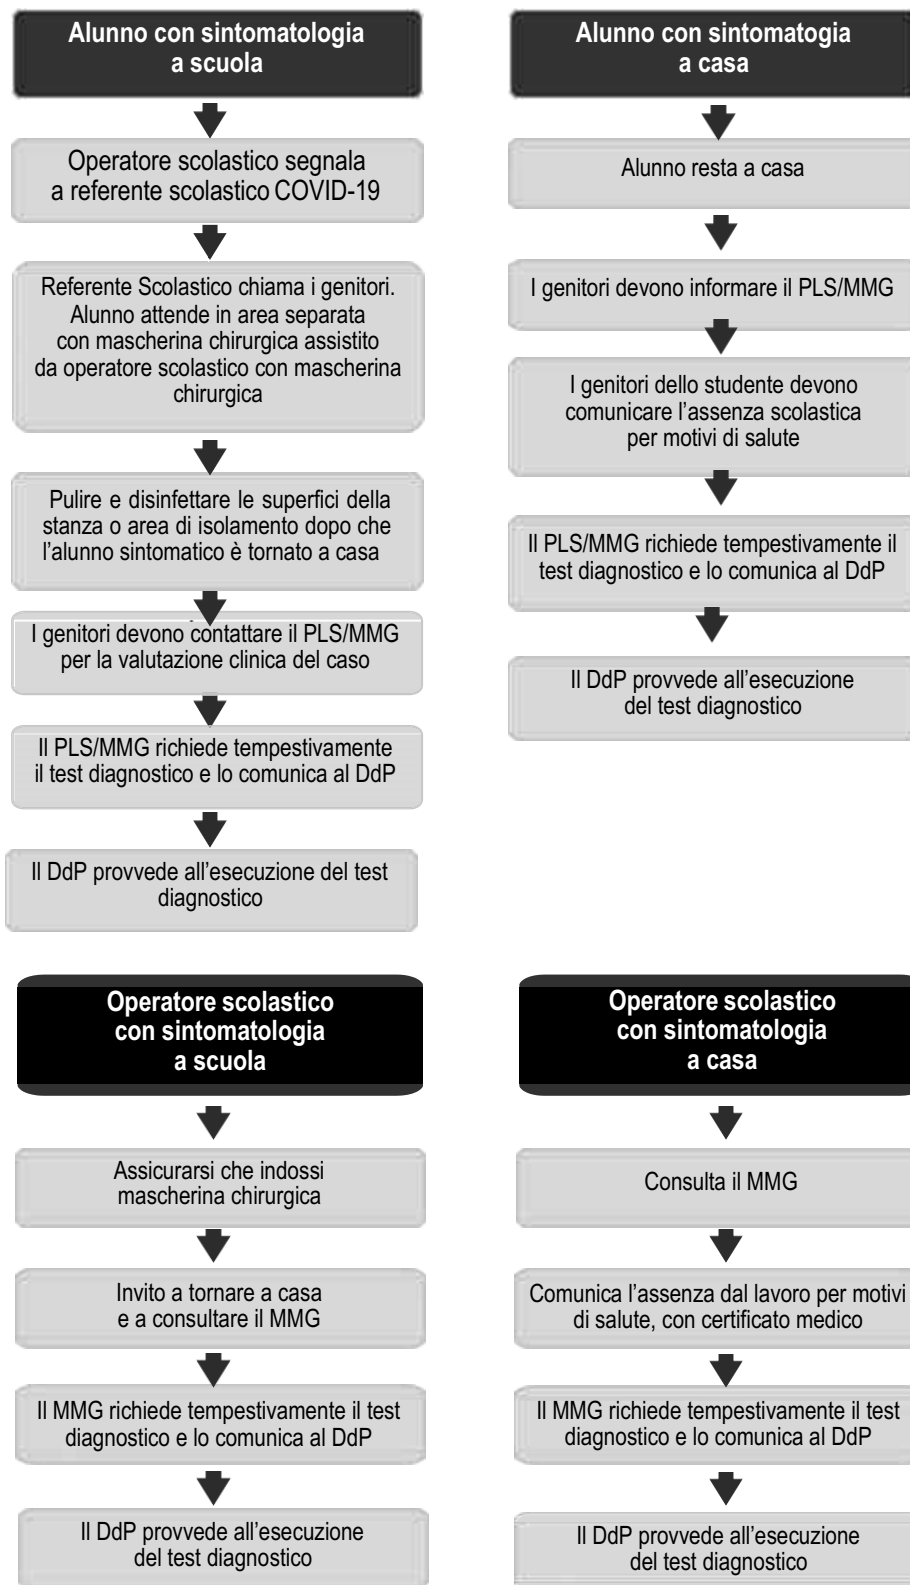 Alunno con sintomatologia
a scuola
Operatore scolastico segnala
a referente scolastico COVID-19
Referente Scolastico chiama i genitori.
Alunno attende in area separata
con mascherina chirurgica assistito
da operatore scolastico con mascherina
chirurgica
Pulire e disinfettare le superfici della
stanza o area di isolamento dopo che
l'alunno sintomatico è tornato a casa
I genitori devono contattare il PLS/MMG
per la valutazione clinica del caso
Il PLS/MMG richiede tempestivamente
il test diagnostico e lo comunica al DdP
Il DdP provvede all'esecuzione del test
diagnostico
Alunno con sintomatogia
a casa
Alunno resta a casa
I genitori devono informare il PLS/MMG
I genitori dello studente devono
comunicare l'assenza scolastica
per motivi di salute
Il PLS/MMG richiede tempestivamente il
test diagnostico e lo comunica al DdP
Il DdP provvede all'esecuzione
del test diagnostico
Operatore scolastico
con sintomatologia
a scuola
Assicurarsi che indossi
mascherina chirurgica
Invito a tornare a casa
e a consultare il MMG
Il MMG richiede tempestivamente il test
diagnostico e lo comunica al DdP
Il DdP provvede all'esecuzione
del test diagnostico
Operatore scolastico
con sintomatologia
a casa
Consulta il MMG
Comunica l'assenza dal lavoro per motivi
di salute, con certificato medico
Il MMG richiede tempestivamente il test
diagnostico e lo comunica al DdP
Il DdP provvede all'esecuzione
del test diagnostico